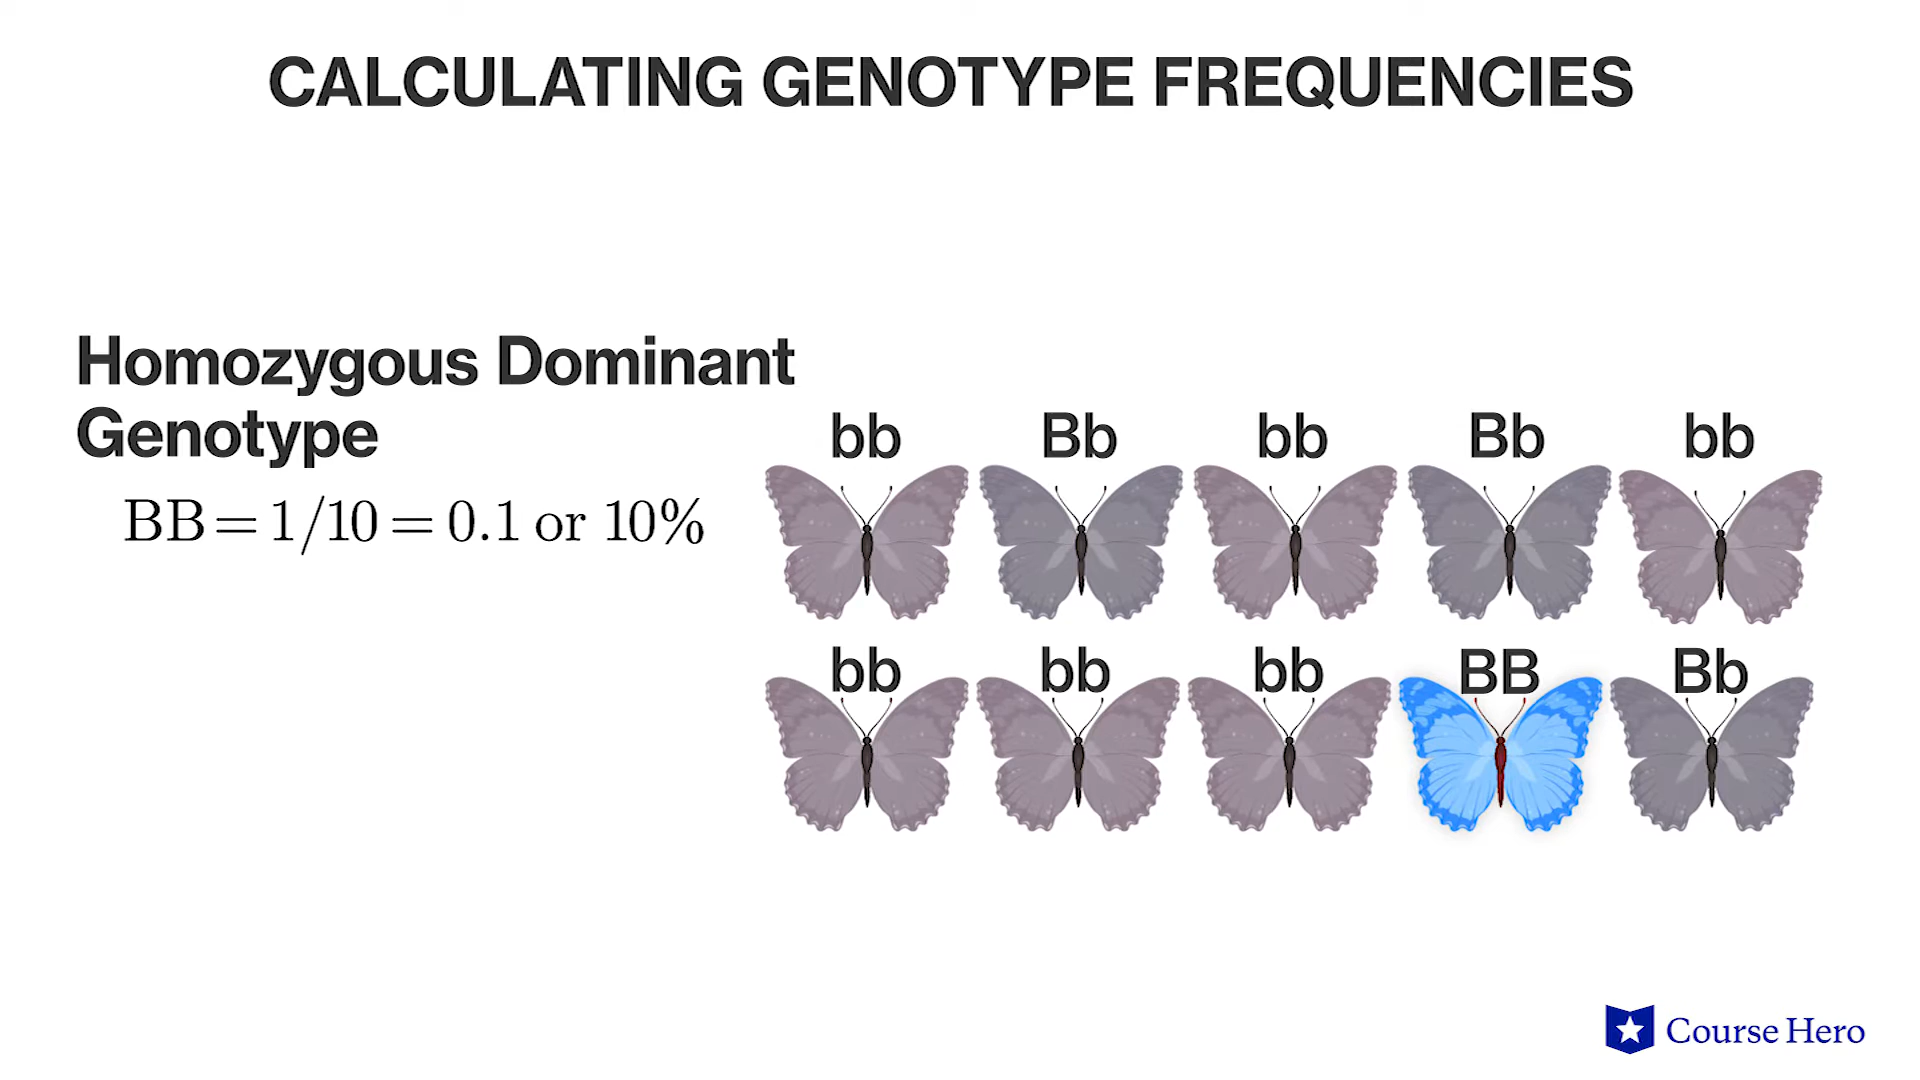 CALCULATING GENOTYPE FREQUENCIES
Homozygous Dominant
Genotype
BB = 1/10 = 0.1 or 10%
bb Bb bb Bb bb
bb bb bb BB Bb
Course Hero